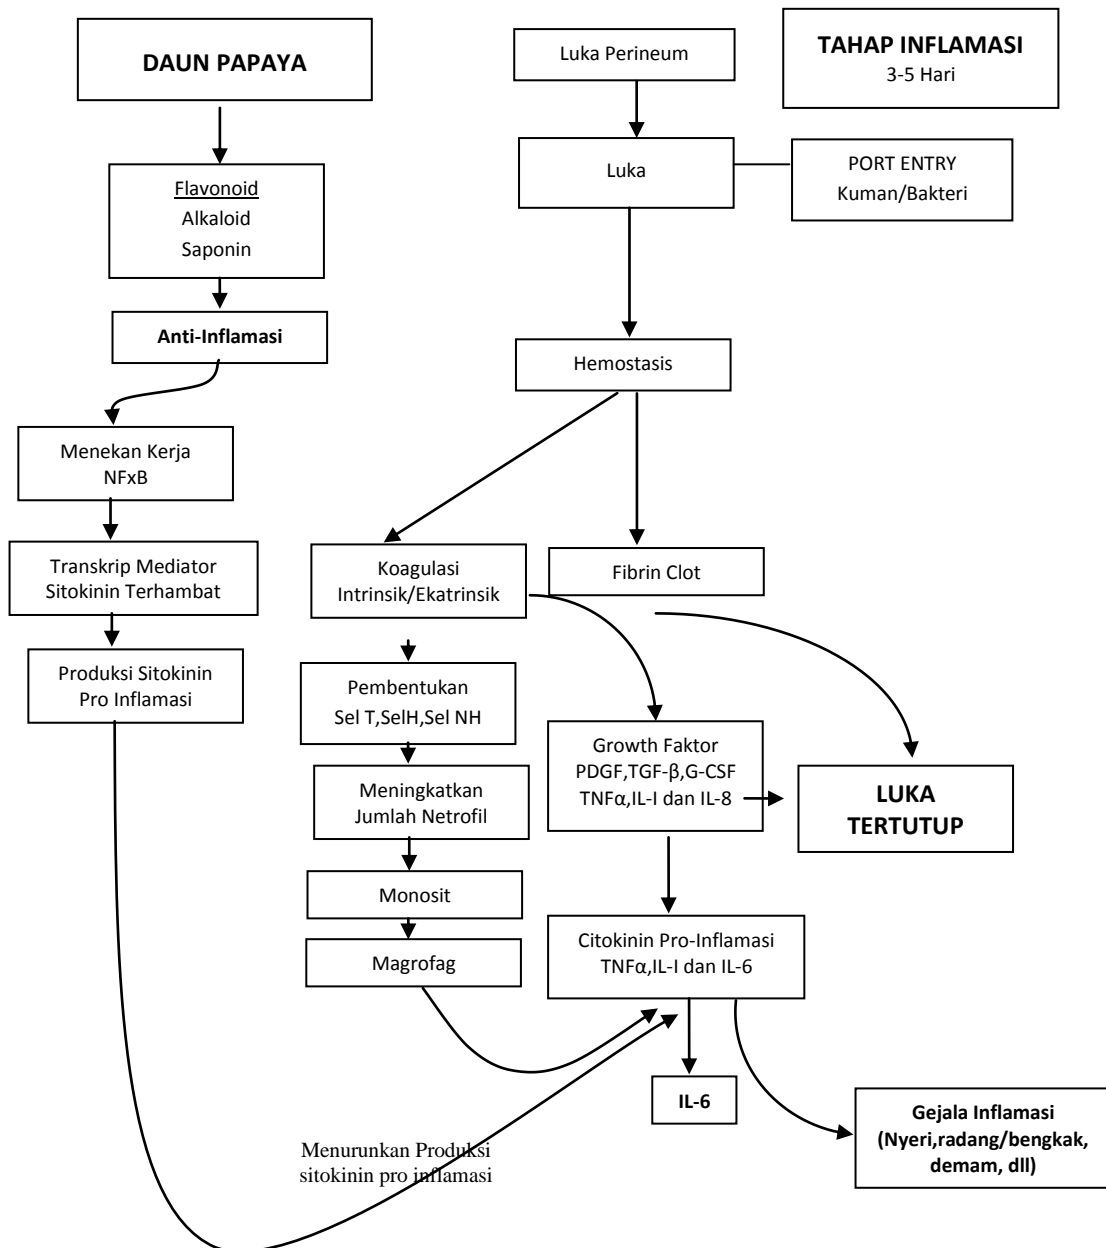 DAUN PAPAYA
Flavonoid
Alkaloid
Saponin
Anti-Inflamasi
Menekan Kerja
NFxB
Transkrip Mediator
Sitokinin Terhambat
Produksi Sitokinin
Pro Inflamasi
Luka Perineum
TAHAP INFLAMASI
3-5 Hari
Luka
PORT ENTRY
Kuman/Bakteri
Hemostasis
Koagulasi
Intrinsik/Ekatrinsik
Fibrin Clot
Pembentukan
Sel T,SelH,Sel NH
Meningkatkan
Jumlah Netrofil
Monosit
Magrofag
Growth Faktor
PDGF,TGF-β,G-CSF
TNFα,IL-I dan IL-8
LUKA
TERTUTUP
Citokinin Pro-Inflamasi
TNFα,IL-I dan IL-6
IL-6
Gejala Inflamasi
(Nyeri,radang/bengkak,
demam, dll)
Menurunkan Produksi
sitokinin pro inflamasi